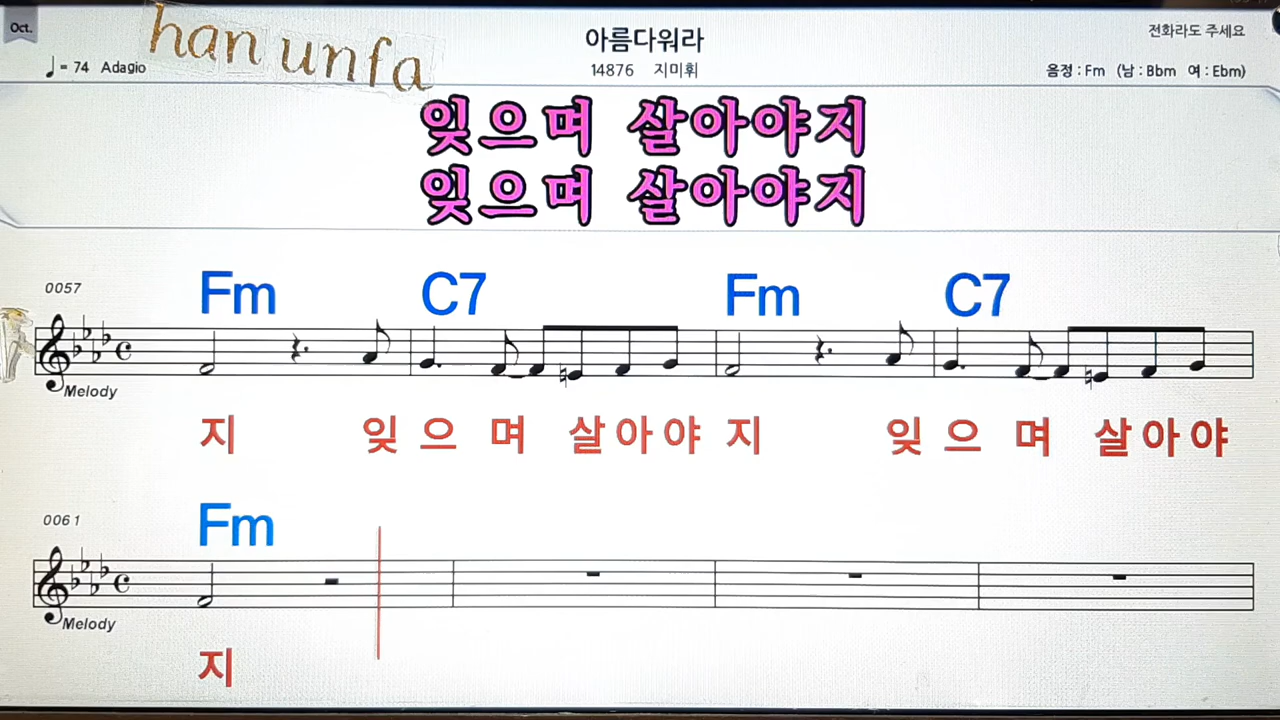 Oct.
han unfa
아름다워라
전화라도 주세요
♩= 74 Adagio
14876 지미휘
음정 : Fm (남 : Bbm 여 : Ebm)
잊으며 살아야지
잊으며 살아야지
0057
Fm C7 Fm C7
Melody
지 잊 으 며 살 아 야 지 잊 으 며 살 아 야
0061
Fm
Melody
지